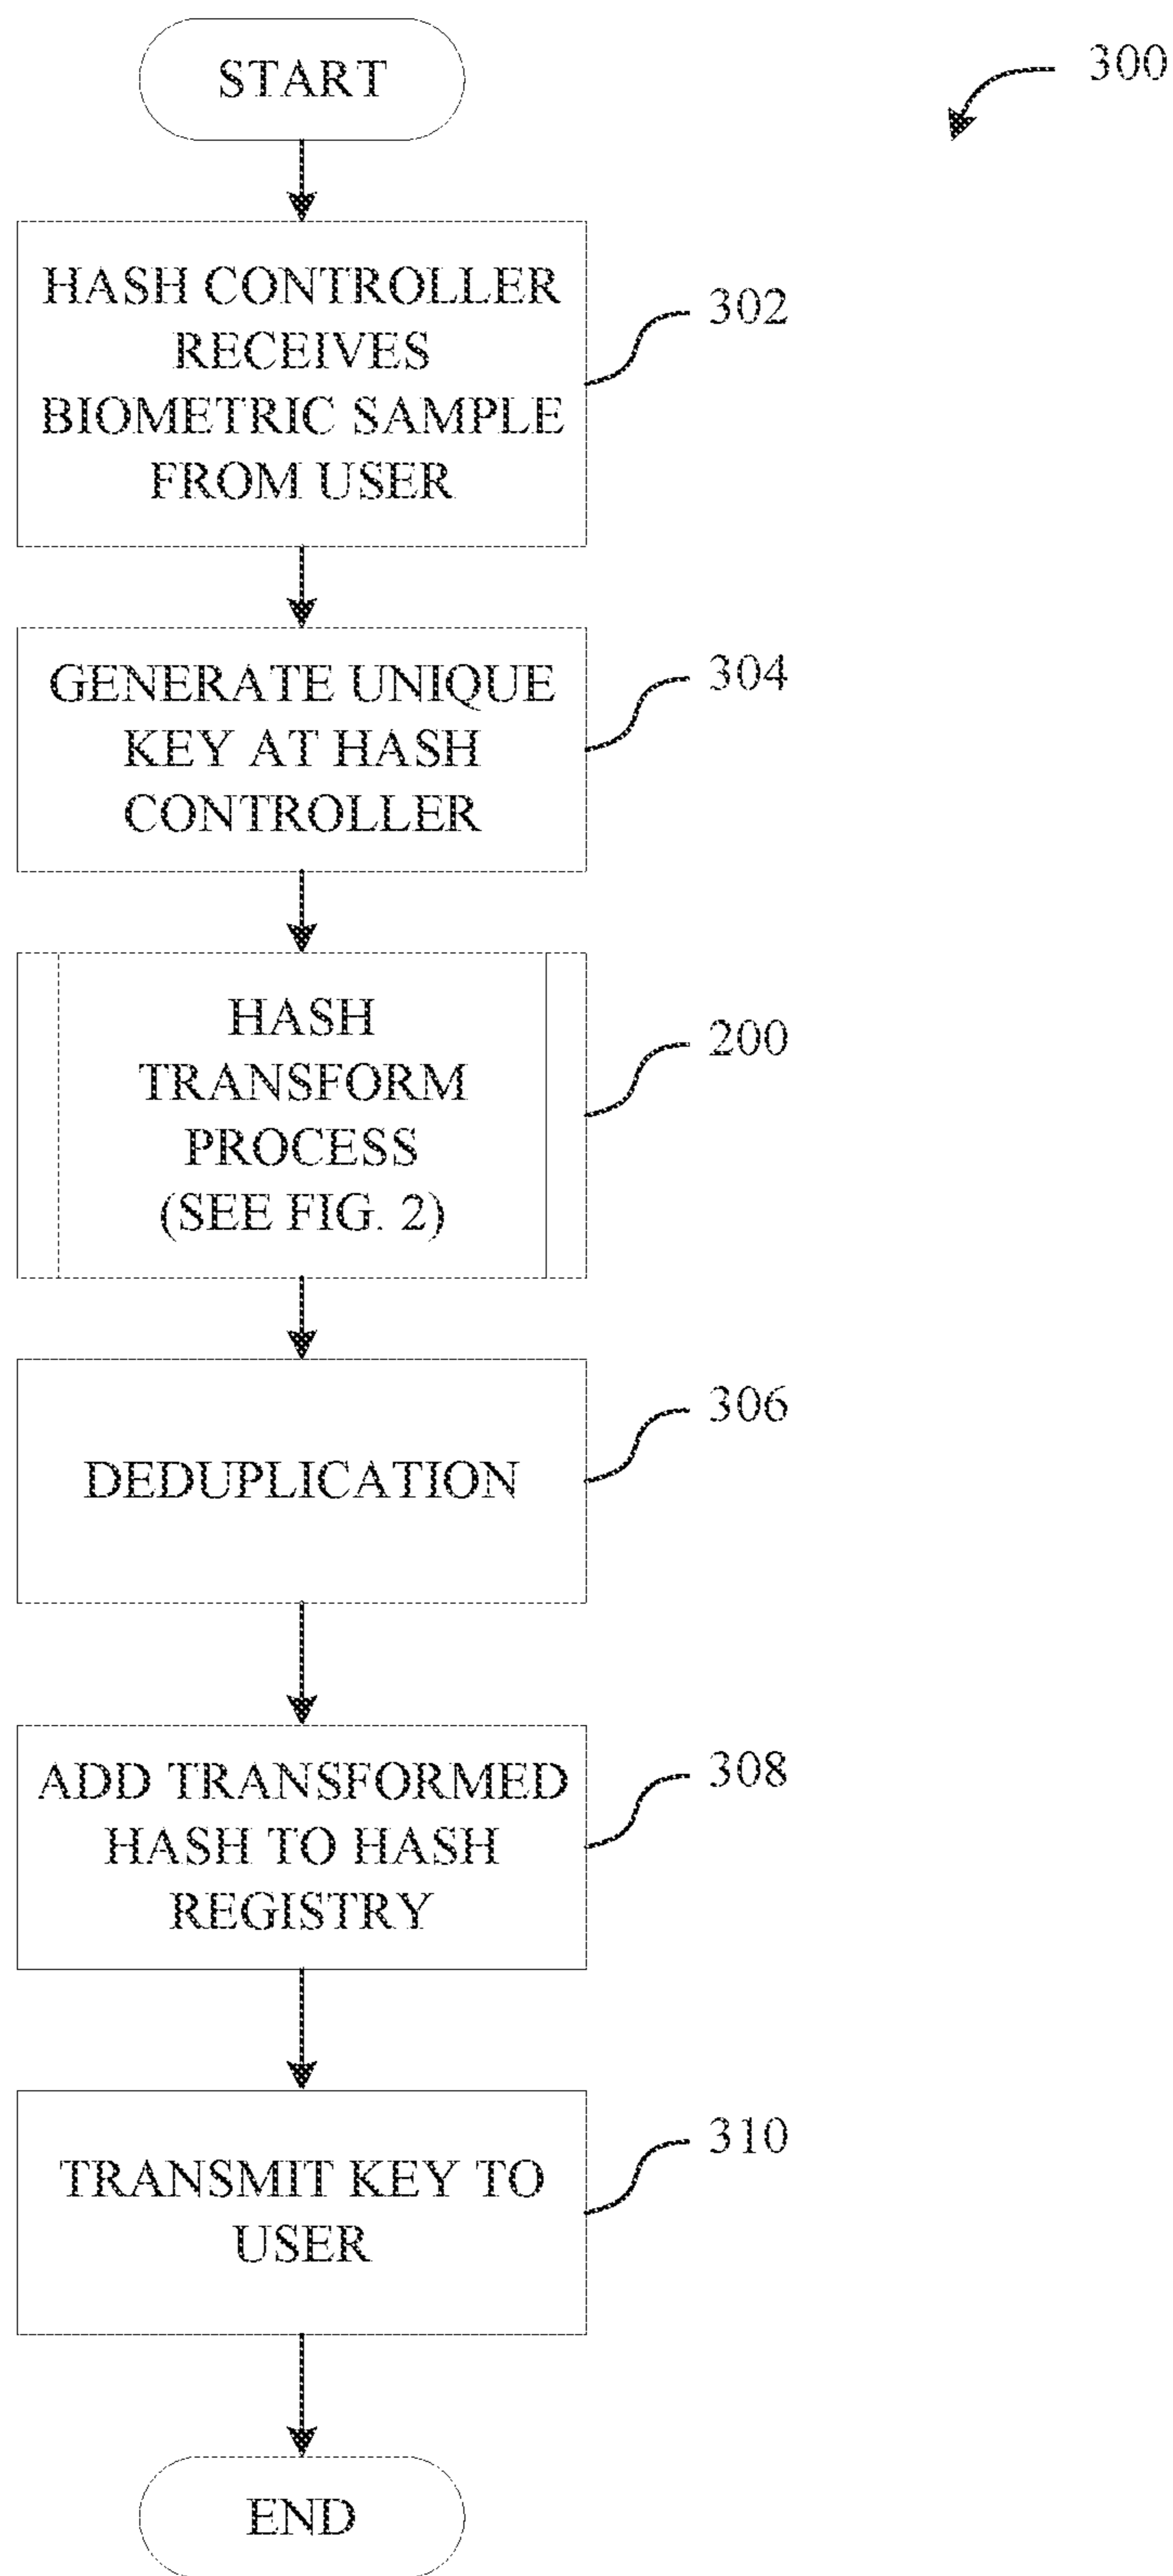 START
300
HASH CONTROLLER
RECEIVES
BIOMETRIC SAMPLE
FROM USER
302
GENERATE UNIQUE
KEY AT HASH
CONTROLLER
304
HASH
TRANSFORM
PROCESS
(SEE FIG. 2)
200
DEDUPLICATION
306
ADD TRANSFORMED
HASH TO HASH
REGISTRY
308
TRANSMIT KEY TO
USER
310
END